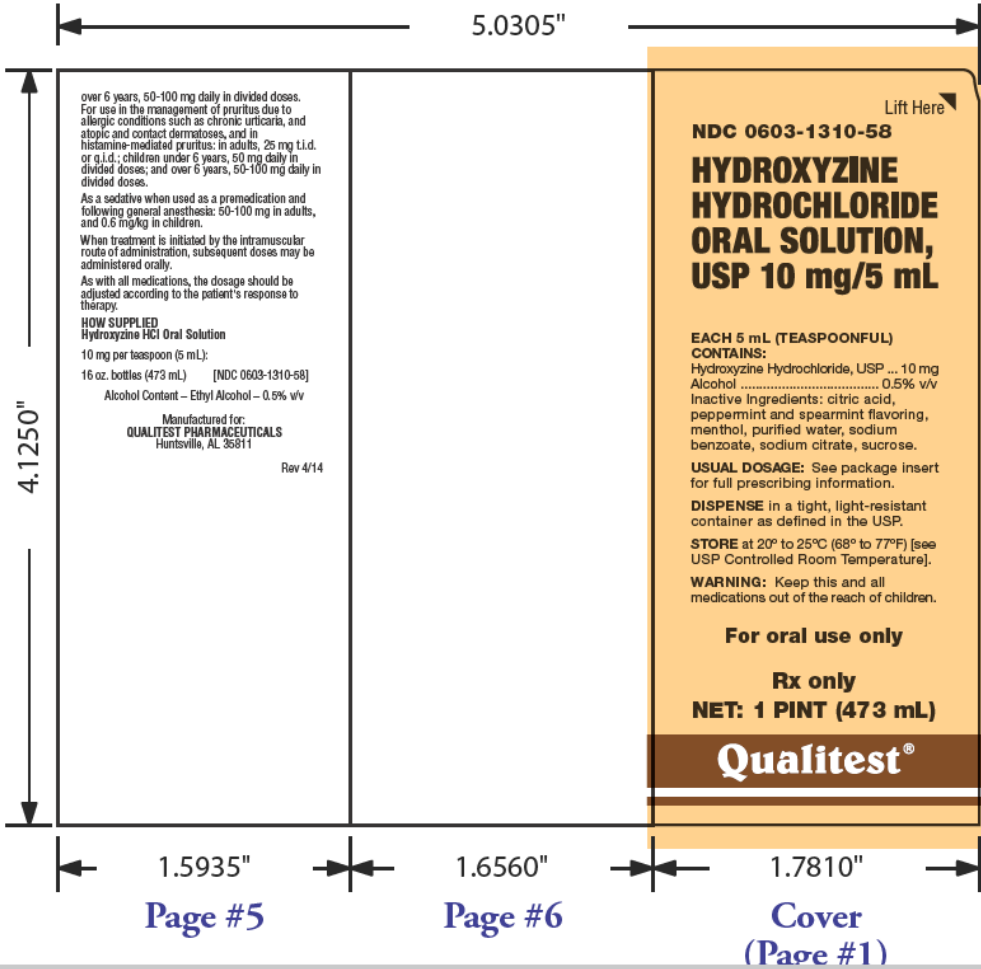 5.0305"
over 6 years, 50-100 mg daily in divided doses.
For use in the management of pruritus due to
allergic conditions such as chronic urticaria, and
atopic and contact dermatoses, and in
histamine-mediated pruritus: in adults, 25 mg t.i.d.
or q.i.d.; children under 6 years, 50 mg daily in
divided doses; and over 6 years, 50-100 mg daily in
divided doses.
As a sedative when used as a premedication and
following general anesthesia: 50-100 mg in adults,
and 0.6 mg/kg in children.
When treatment is initiated by the intramuscular
route of administration, subsequent doses may be
administered orally.
As with all medications, the dosage should be
adjusted according to the patient's response to
therapy.
HOW SUPPLIED
Hydroxyzine HCl Oral Solution
10 mg per teaspoon (5 mL):
16 oz. bottles (473 mL) [NDC 0603-1310-58]
Alcohol Content – Ethyl Alcohol – 0.5% v/v
Manufactured for:
QUALITEST PHARMACEUTICALS
Huntsville, AL 35811
Rev 4/14
4.1250"
Lift Here
NDC 0603-1310-58
HYDROXYZINE
HYDROCHLORIDE
ORAL SOLUTION,
USP 10 mg/5 mL
EACH 5 mL (TEASPOONFUL)
CONTAINS:
Hydroxyzine Hydrochloride, USP ... 10 mg
Alcohol ..................................... 0.5% v/v
Inactive Ingredients: citric acid,
peppermint and spearmint flavoring,
menthol, purified water, sodium
benzoate, sodium citrate, sucrose.
USUAL DOSAGE: See package insert
for full prescribing information.
DISPENSE in a tight, light-resistant
container as defined in the USP.
STORE at 20º to 25ºC (68º to 77ºF) [see
USP Controlled Room Temperature].
WARNING: Keep this and all
medications out of the reach of children.
For oral use only
Rx only
NET: 1 PINT (473 mL)
Qualitest®
1.5935"
1.6560"
1.7810"
Page #5
Page #6
Cover
(Page #1)